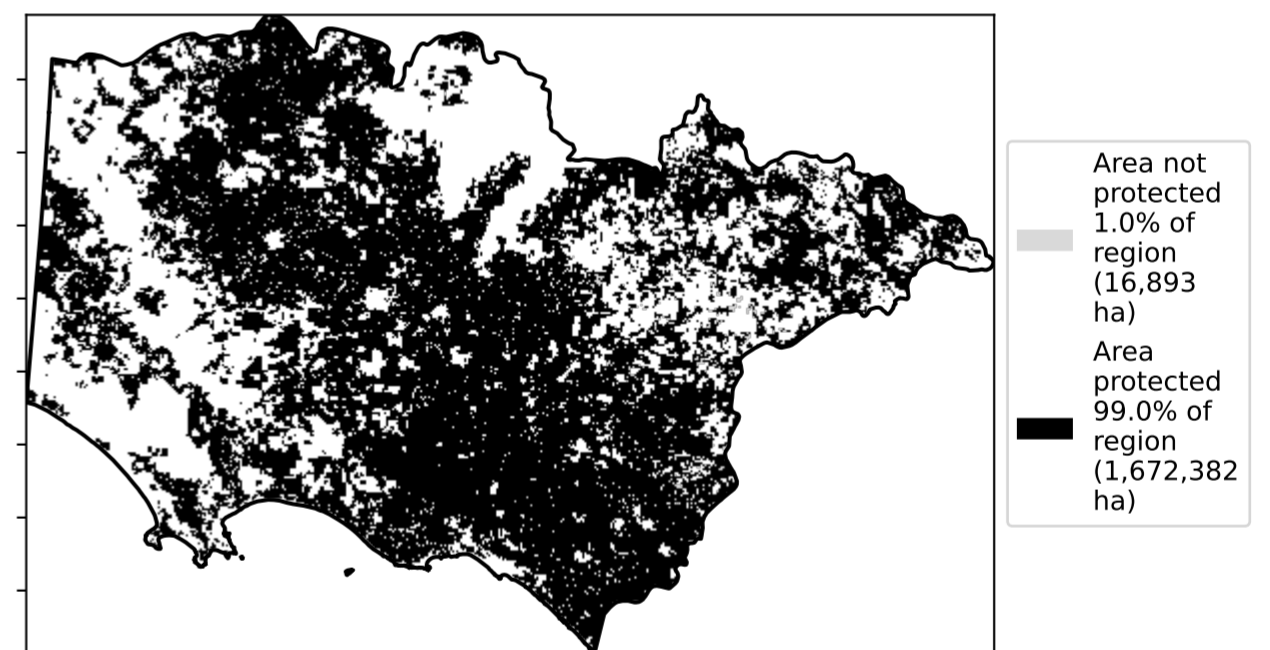 Area not
protected
1.0% of
region
(16,893
ha)
Area
protected
99.0% of
region
(1,672,382
ha)